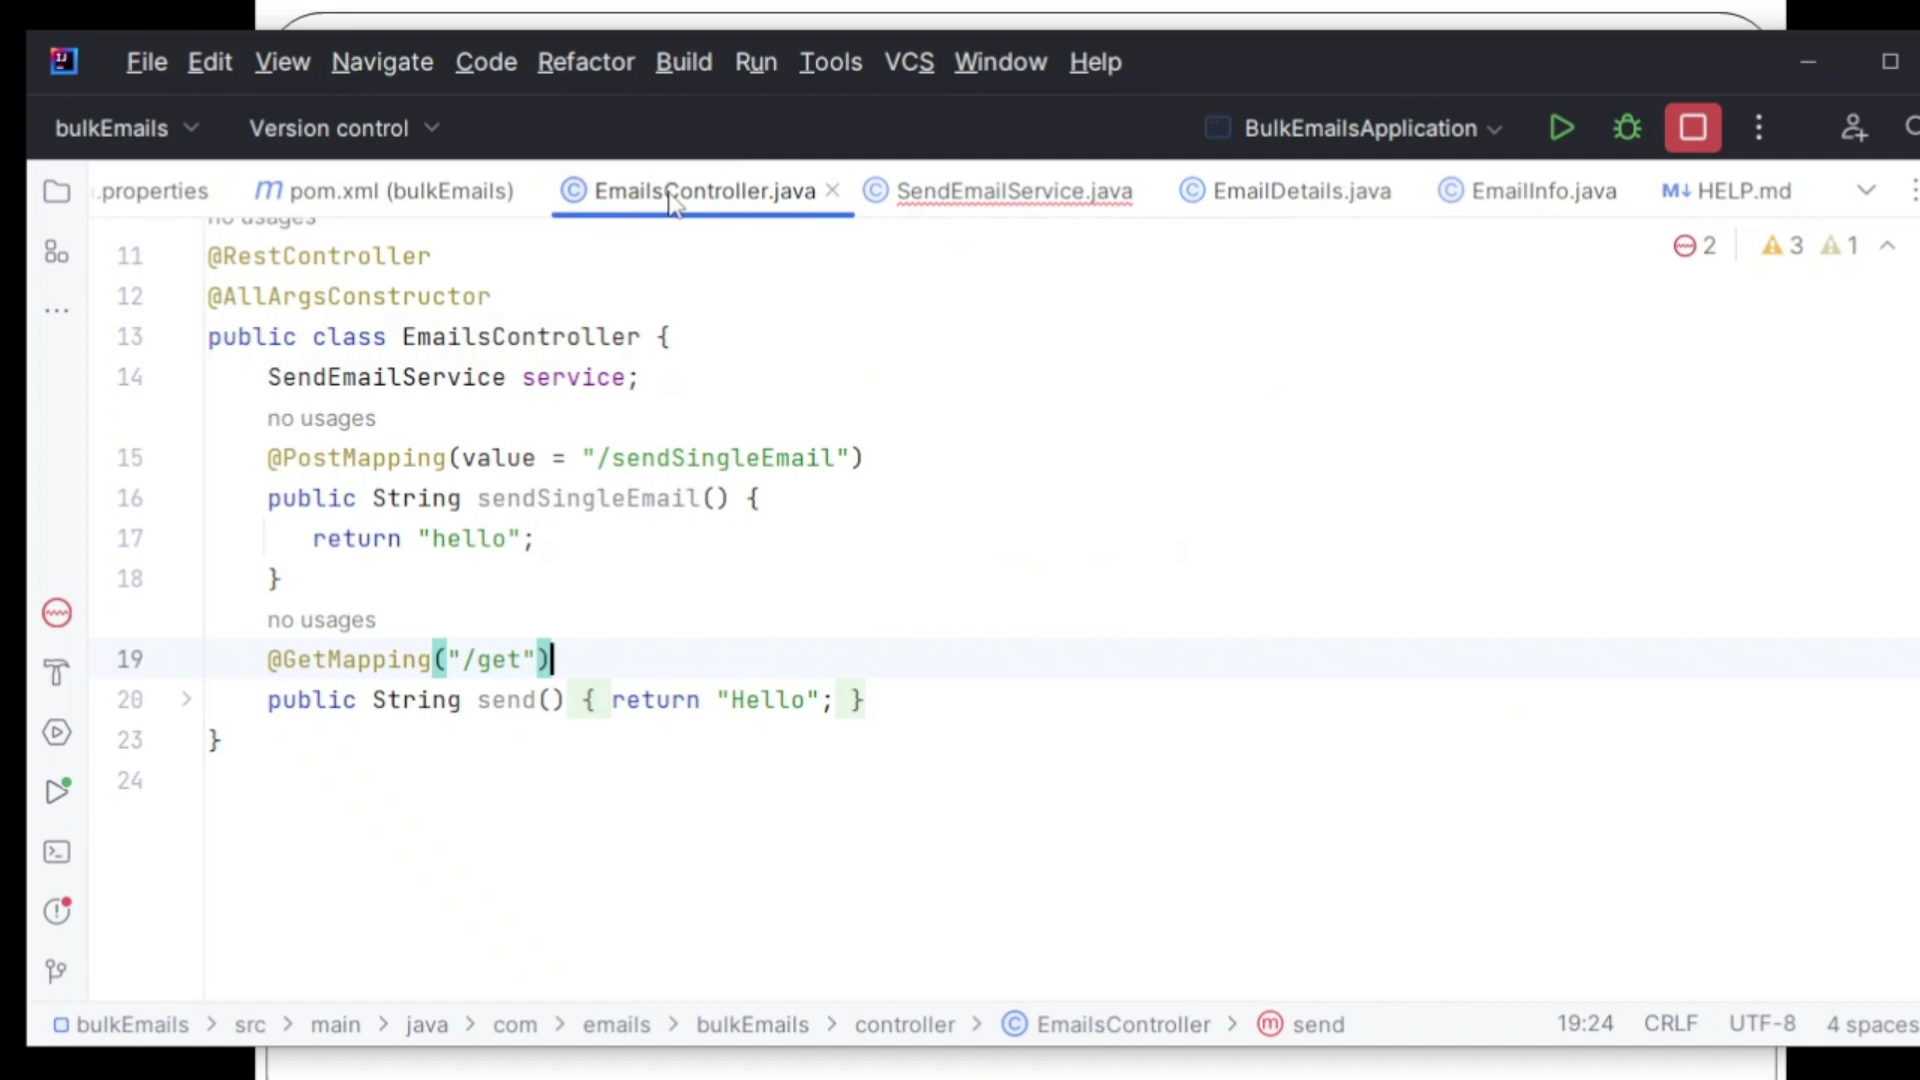 File Edit View Navigate Code Refactor Build Run Tools VCS Window Help
bulkEmails Version control BulkEmailsApplication
.properties pom.xml (bulkEmails) EmailsController.java SendEmailService.java EmailDetails.java EmailInfo.java M↓ HELP.md
no usages
2 3 1
11 @RestController
12 @AllArgsConstructor
13 public class EmailsController {
14 SendEmailService service;
no usages
15 @PostMapping(value = "/sendSingleEmail")
16 public String sendSingleEmail() {
17 return "hello";
18 }
no usages
19 @GetMapping("/get")
20 public String send() { return "Hello"; }
23 }
24
bulkEmails > src > main > java > com > emails > bulkEmails > controller > EmailsController > send 19:24 CRLF UTF-8 4 spaces